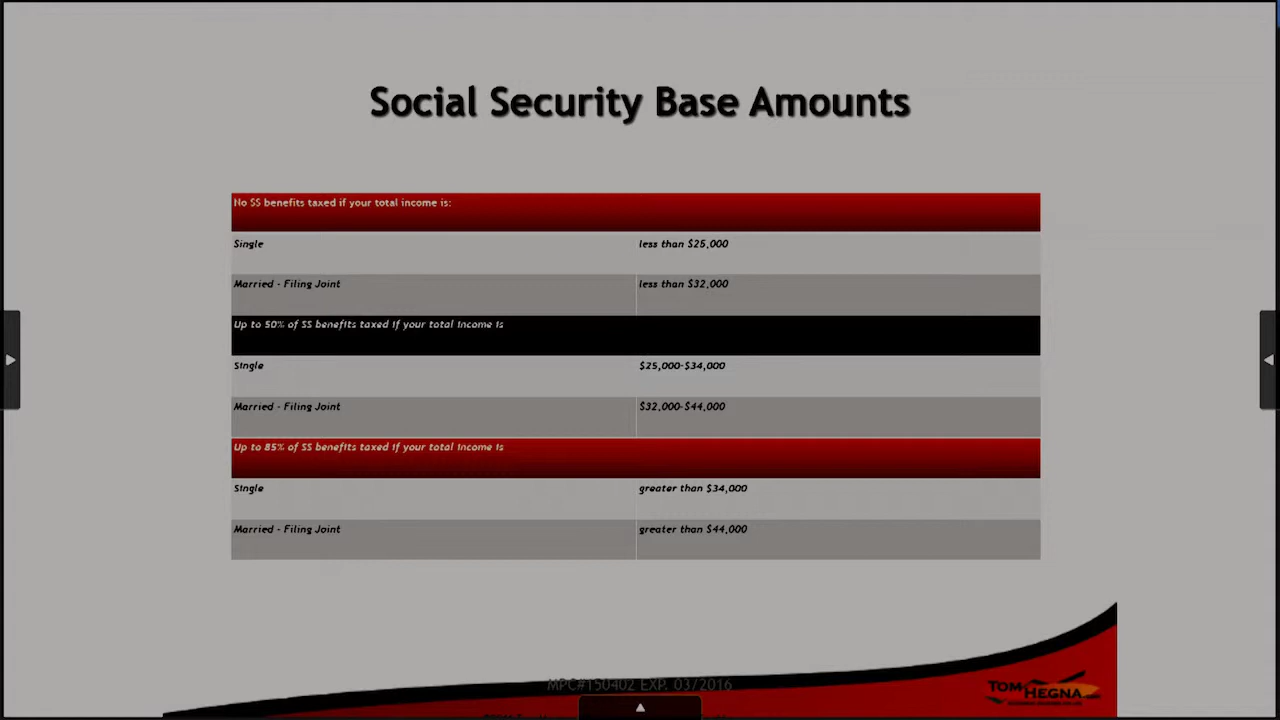 Social Security Base Amounts
No SS benefits taxed if your total income is:
Single less than $25,000
Married - Filing Joint less than $32,000
Up to 50% of SS benefits taxed if your total income is
Single $25,000-$34,000
Married - Filing Joint $32,000-$44,000
Up to 85% of SS benefits taxed if your total income is
Single greater than $34,000
Married - Filing Joint greater than $44,000
MPC#150402 EXP. 03/2016
TOM HEGNA